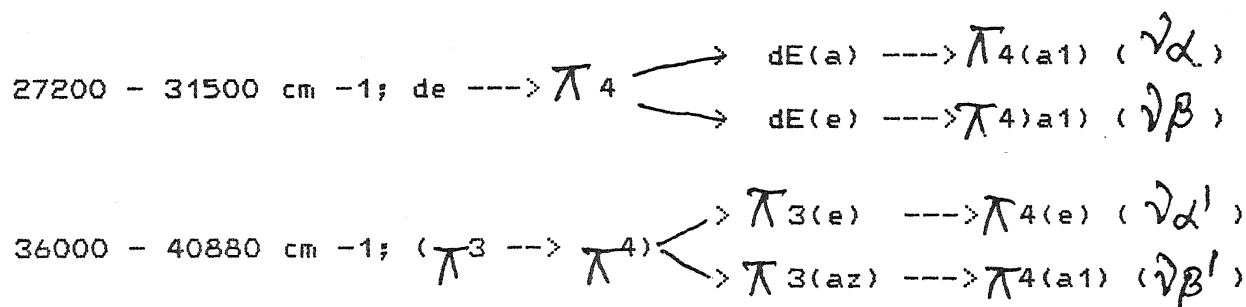 dE(a) ---> π4(a1) (να)
27200 - 31500 cm -1; de ---> π4
dE(e) ---> π4)a1) (νβ)
π3(e) ---> π4(e) (να')
36000 - 40880 cm -1; (π3 --> π4)
π3(az) ---> π4(a1) (νβ')